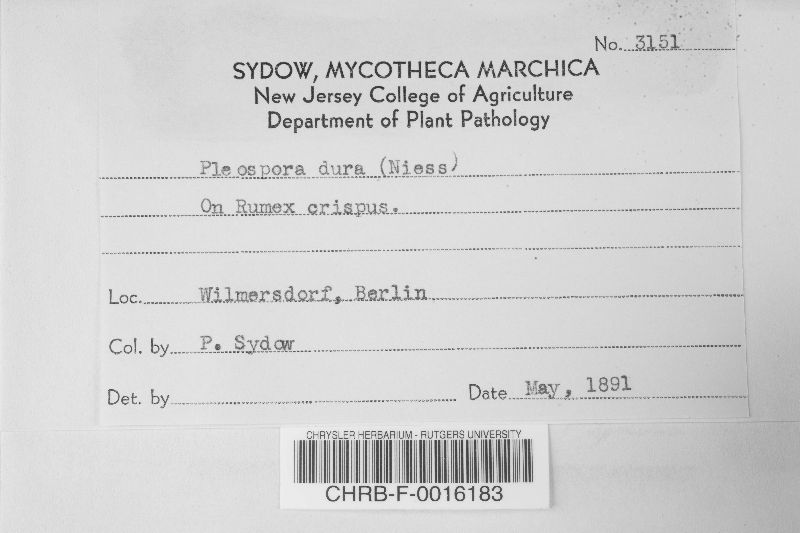 No. 3151
SYDOW, MYCOTHECA MARCHICA
New Jersey College of Agriculture
Department of Plant Pathology
Pleospora dura (Niess)
On Rumex crispus.
Loc. Wilmersdorf, Berlin
Col. by P. Sydow
Det. by
Date May, 1891
CHRYSLER HERBARIUM - RUTGERS UNIVERSITY
CHRB-F-0016183